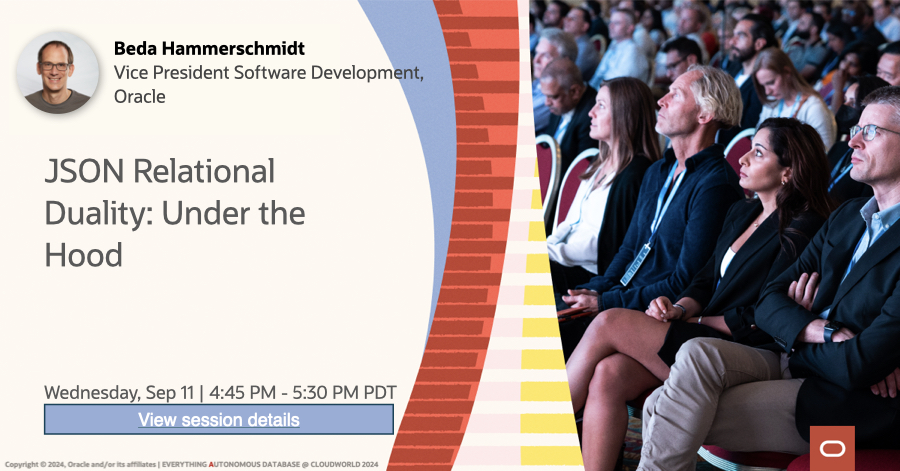 Beda Hammerschmidt
Vice President Software Development,
Oracle
JSON Relational
Duality: Under the
Hood
Wednesday, Sep 11 | 4:45 PM - 5:30 PM PDT
View session details
Copyright © 2024, Oracle and/or its affiliates | EVERYTHING AUTONOMOUS DATABASE @ CLOUDWORLD 2024